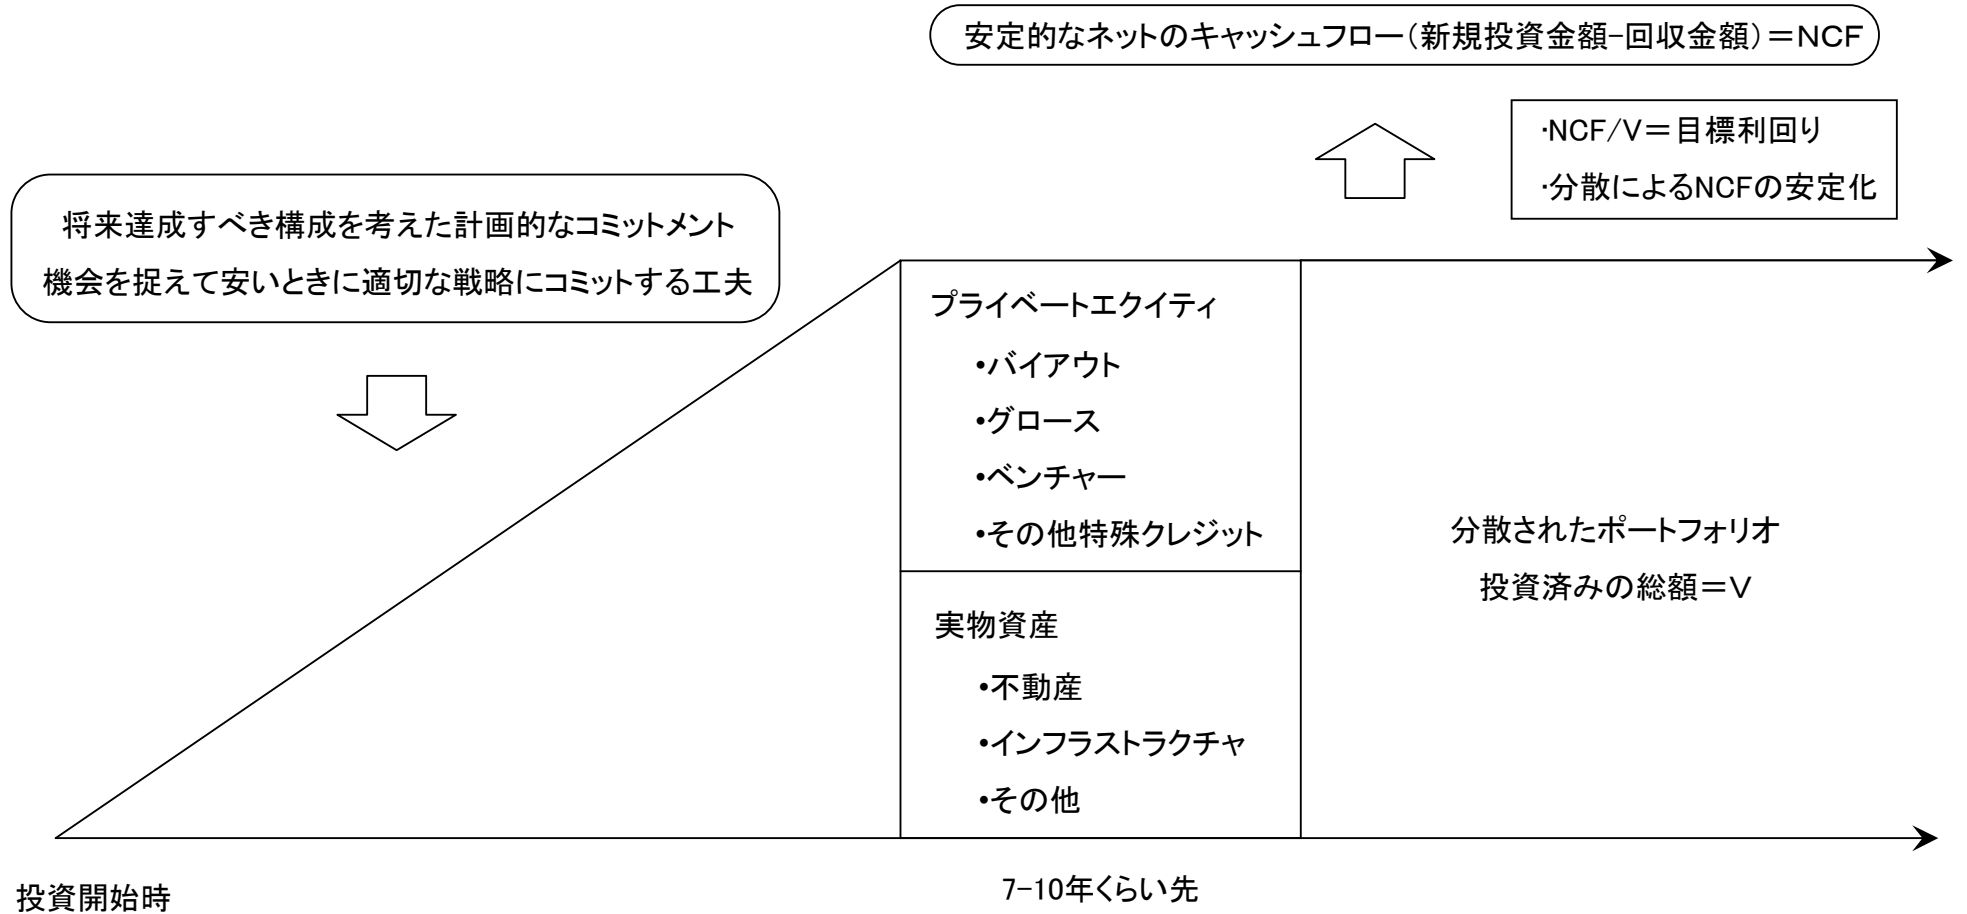 安定的なネットのキャッシュフロー（新規投資金額-回収金額）＝NCF
・NCF/V＝目標利回り
・分散によるNCFの安定化
将来達成すべき構成を考えた計画的なコミットメント
機会を捉えて安いときに適切な戦略にコミットする工夫
プライベートエクイティ
・バイアウト
・グロース
・ベンチャー
・その他特殊クレジット
実物資産
・不動産
・インフラストラクチャ
・その他
分散されたポートフォリオ
投資済みの総額＝V
投資開始時
7-10年くらい先